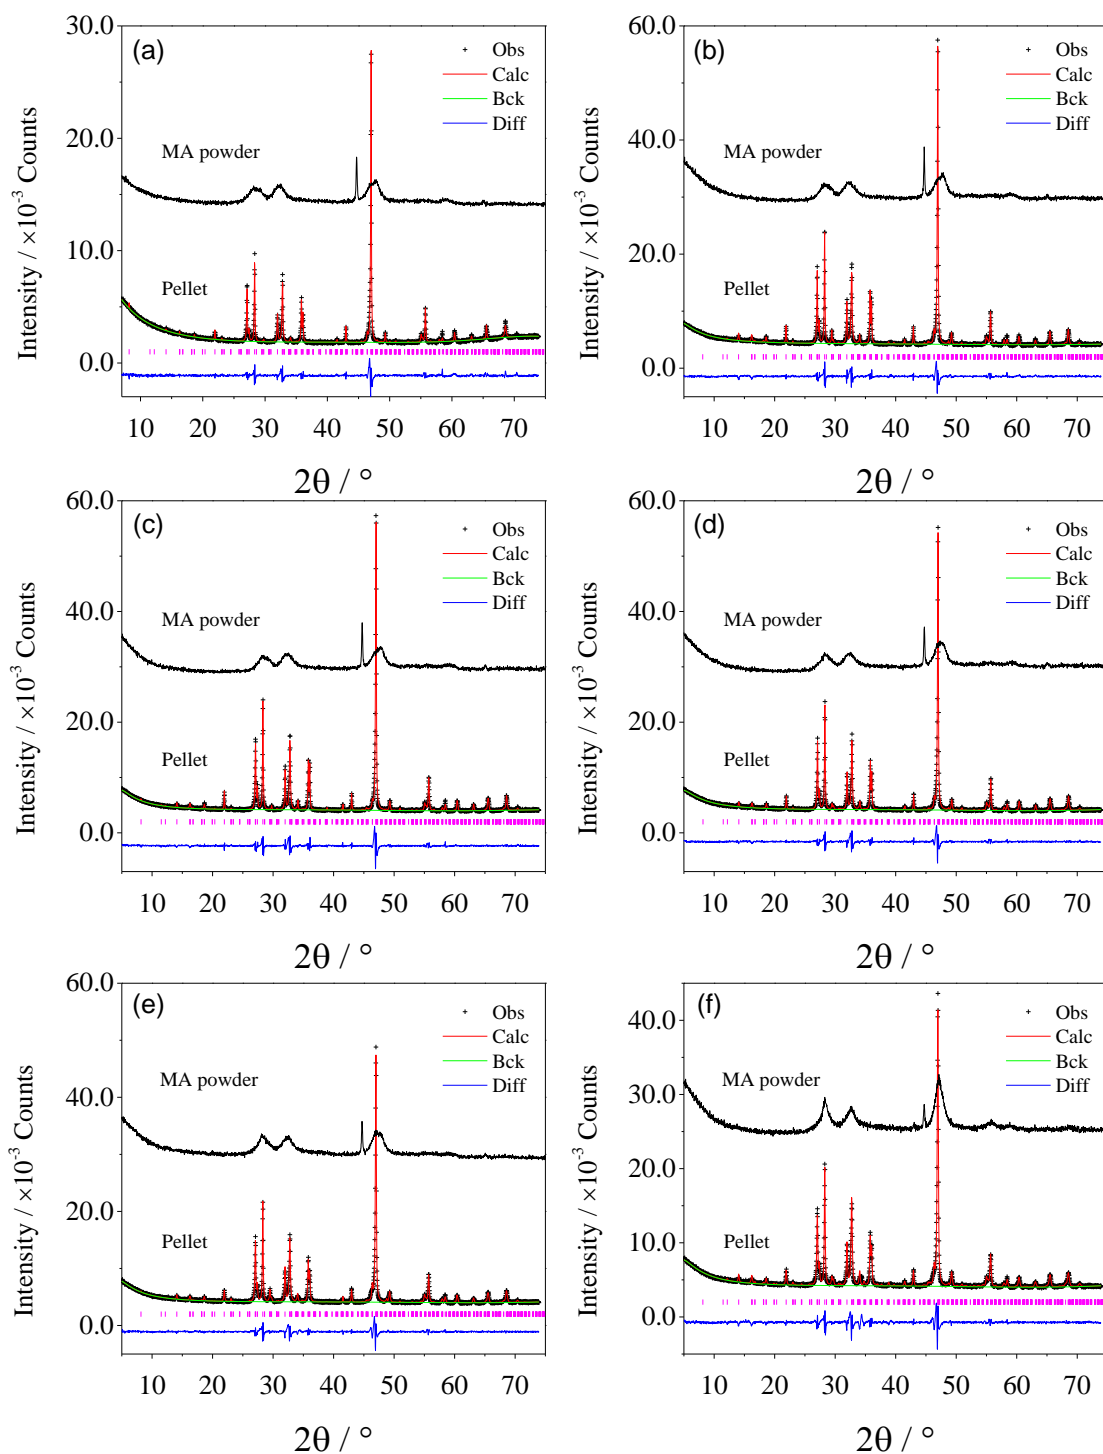 (a)
Obs
Calc
Bck
Diff
MA powder
Pellet
30.0
20.0
10.0
0.0
Intensity / ×10⁻³ Counts
10 20 30 40 50 60 70
2θ / °
(b)
Obs
Calc
Bck
Diff
MA powder
Pellet
60.0
40.0
20.0
0.0
Intensity / ×10⁻³ Counts
10 20 30 40 50 60 70
2θ / °
(c)
Obs
Calc
Bck
Diff
MA powder
Pellet
60.0
40.0
20.0
0.0
Intensity / ×10⁻³ Counts
10 20 30 40 50 60 70
2θ / °
(d)
Obs
Calc
Bck
Diff
MA powder
Pellet
60.0
40.0
20.0
0.0
Intensity / ×10⁻³ Counts
10 20 30 40 50 60 70
2θ / °
(e)
Obs
Calc
Bck
Diff
MA powder
Pellet
60.0
40.0
20.0
0.0
Intensity / ×10⁻³ Counts
10 20 30 40 50 60 70
2θ / °
(f)
Obs
Calc
Bck
Diff
MA powder
Pellet
40.0
30.0
20.0
10.0
0.0
Intensity / ×10⁻³ Counts
10 20 30 40 50 60 70
2θ / °